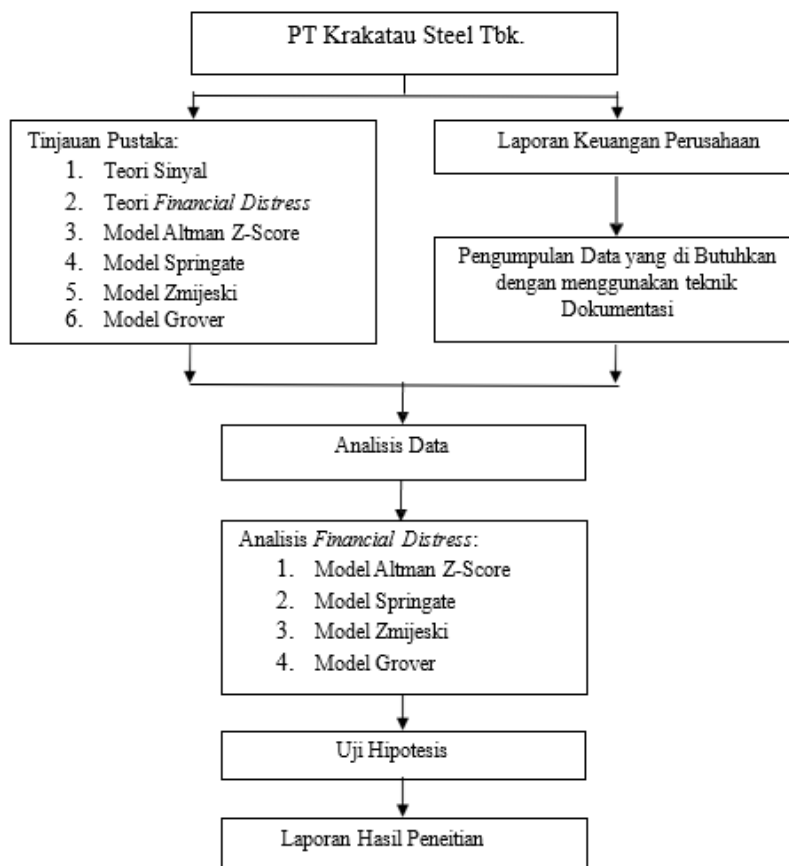 PT Krakatau Steel Tbk.
Tinjauan Pustaka:
1. Teori Sinyal
2. Teori Financial Distress
3. Model Altman Z-Score
4. Model Springate
5. Model Zmijeski
6. Model Grover
Laporan Keuangan Perusahaan
Pengumpulan Data yang di Butuhkan
dengan menggunakan teknik
Dokumentasi
Analisis Data
Analisis Financial Distress:
1. Model Altman Z-Score
2. Model Springate
3. Model Zmijeski
4. Model Grover
Uji Hipotesis
Laporan Hasil Peneitian